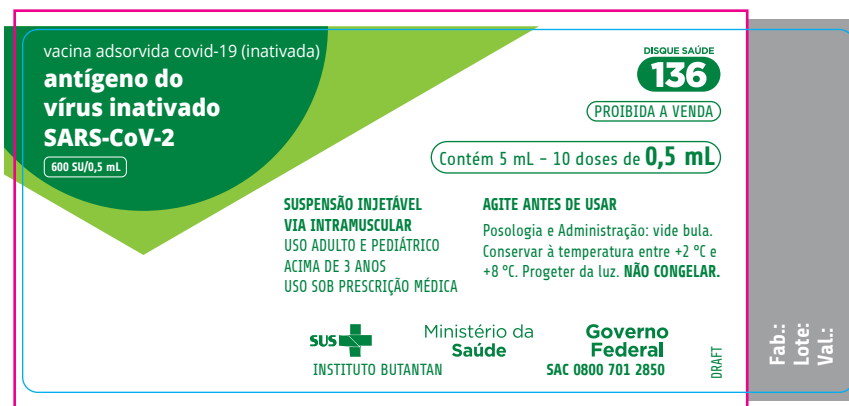 vacina adsorvida covid-19 (inativada)
antígeno do
vírus inativado
SARS-CoV-2
600 SU/0,5 mL
DISQUE SAÚDE
136
PROIBIDA A VENDA
Contém 5 mL - 10 doses de 0,5 mL
SUSPENSÃO INJETÁVEL
VIA INTRAMUSCULAR
USO ADULTO E PEDIÁTRICO
ACIMA DE 3 ANOS
USO SOB PRESCRIÇÃO MÉDICA
AGITE ANTES DE USAR
Posologia e Administração: vide bula.
Conservar à temperatura entre +2 °C e
+8 °C. Progeter da luz. NÃO CONGELAR.
SUS
INSTITUTO BUTANTAN
Ministério da
Saúde
Governo
Federal
SAC 0800 701 2850
DRAFT
Fab.:
Lote:
Val.: